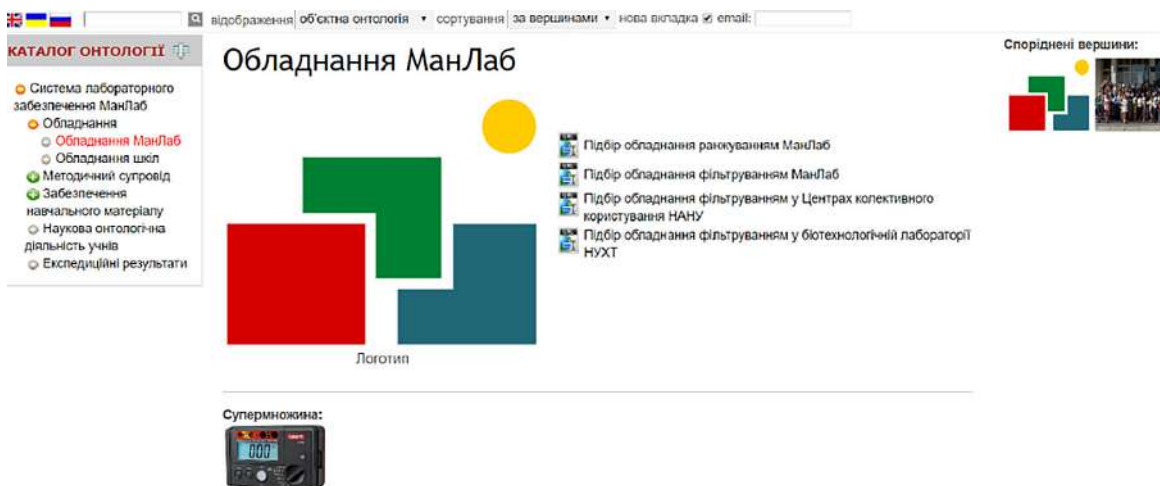 відображення об'єктна онтологія сортування за вершинами нова вкладка email:
КАТАЛОГ ОНТОЛОГІЇ
Система лабораторного
забезпечення МанЛаб
Обладнання
Обладнання МанЛаб
Обладнання шкіл
Методичний супровід
Забезпечення
навчального матеріалу
Наукова онтологічна
діяльність учнів
Експедиційні результати
Обладнання МанЛаб
Логотип
Підбір обладнання ранжуванням МанЛаб
Підбір обладнання фільтруванням МанЛаб
Підбір обладнання фільтруванням у Центрах колективного
користування НАНУ
Підбір обладнання фільтруванням у біотехнологічній лабораторії
НУХТ
Споріднені вершини:
Супермножина:
000